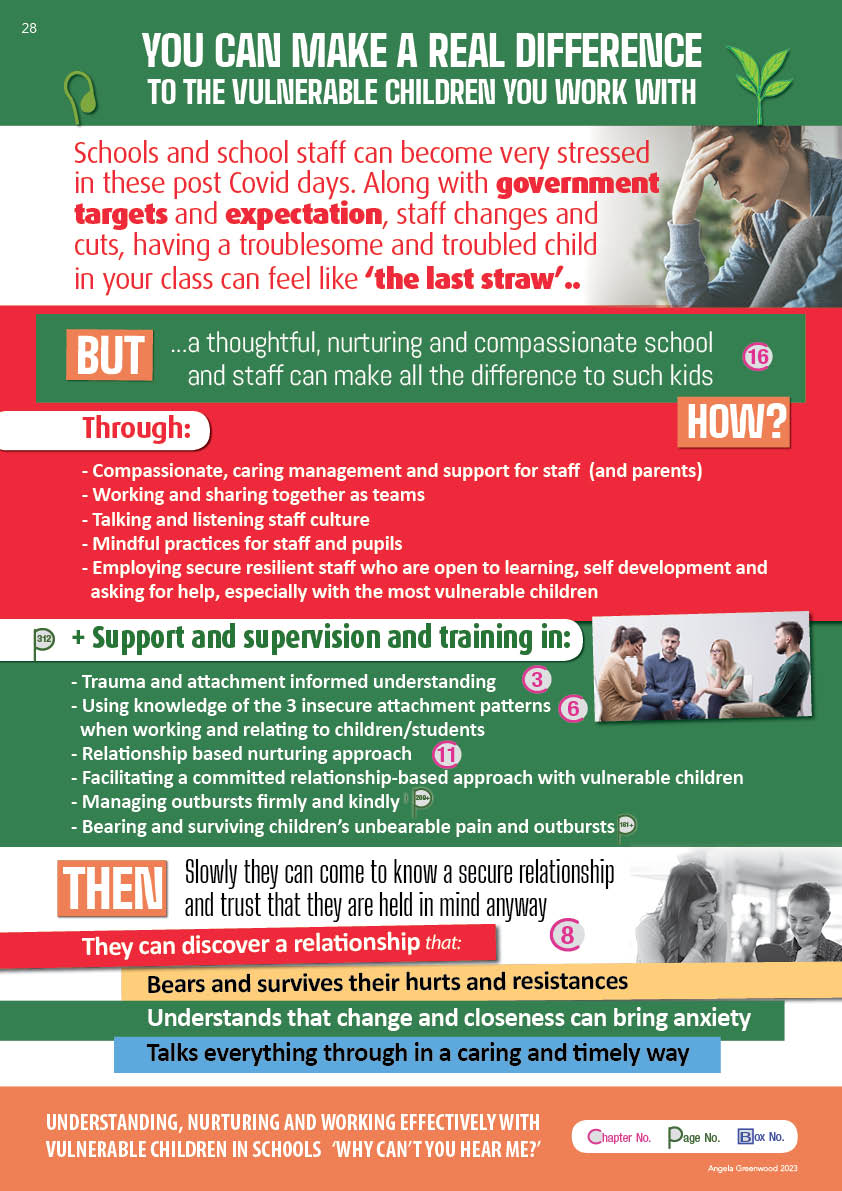 28
YOU CAN MAKE A REAL DIFFERENCE
TO THE VULNERABLE CHILDREN YOU WORK WITH
Schools and school staff can become very stressed
in these post Covid days. Along with government
targets and expectation, staff changes and
cuts, having a troublesome and troubled child
in your class can feel like ‘the last straw’..
BUT
...a thoughtful, nurturing and compassionate school
and staff can make all the difference to such kids
16
HOW?
Through:
- Compassionate, caring management and support for staff (and parents)
- Working and sharing together as teams
- Talking and listening staff culture
- Mindful practices for staff and pupils
- Employing secure resilient staff who are open to learning, self development and
asking for help, especially with the most vulnerable children
312
+ Support and supervision and training in:
- Trauma and attachment informed understanding 3
- Using knowledge of the 3 insecure attachment patterns 6
when working and relating to children/students
- Relationship based nurturing approach 11
- Facilitating a committed relationship-based approach with vulnerable children
- Managing outbursts firmly and kindly
- Bearing and surviving children’s unbearable pain and outbursts 181+
THEN
Slowly they can come to know a secure relationship
and trust that they are held in mind anyway
8
They can discover a relationship that:
Bears and survives their hurts and resistances
Understands that change and closeness can bring anxiety
Talks everything through in a caring and timely way
UNDERSTANDING, NURTURING AND WORKING EFFECTIVELY WITH
VULNERABLE CHILDREN IN SCHOOLS ‘WHY CAN’T YOU HEAR ME?’
Chapter No. Page No. Box No.
Angela Greenwood 2023